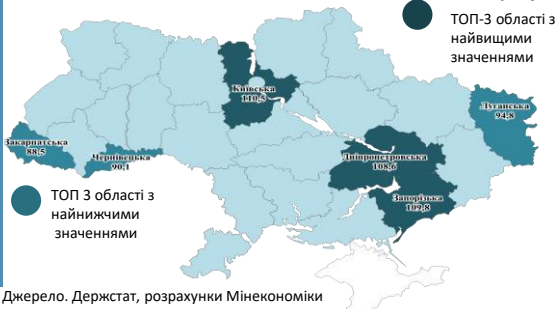 ТОП-3 області з
найвищими
значеннями
Київська
110,5
Луганська
94,8
Закарпатська
88,5
Чернівецька
90,1
Дніпропетровська
108,6
Запорізька
109,8
ТОП 3 області з
найнижчими
значеннями
Джерело. Держстат, розрахунки Мінекономіки